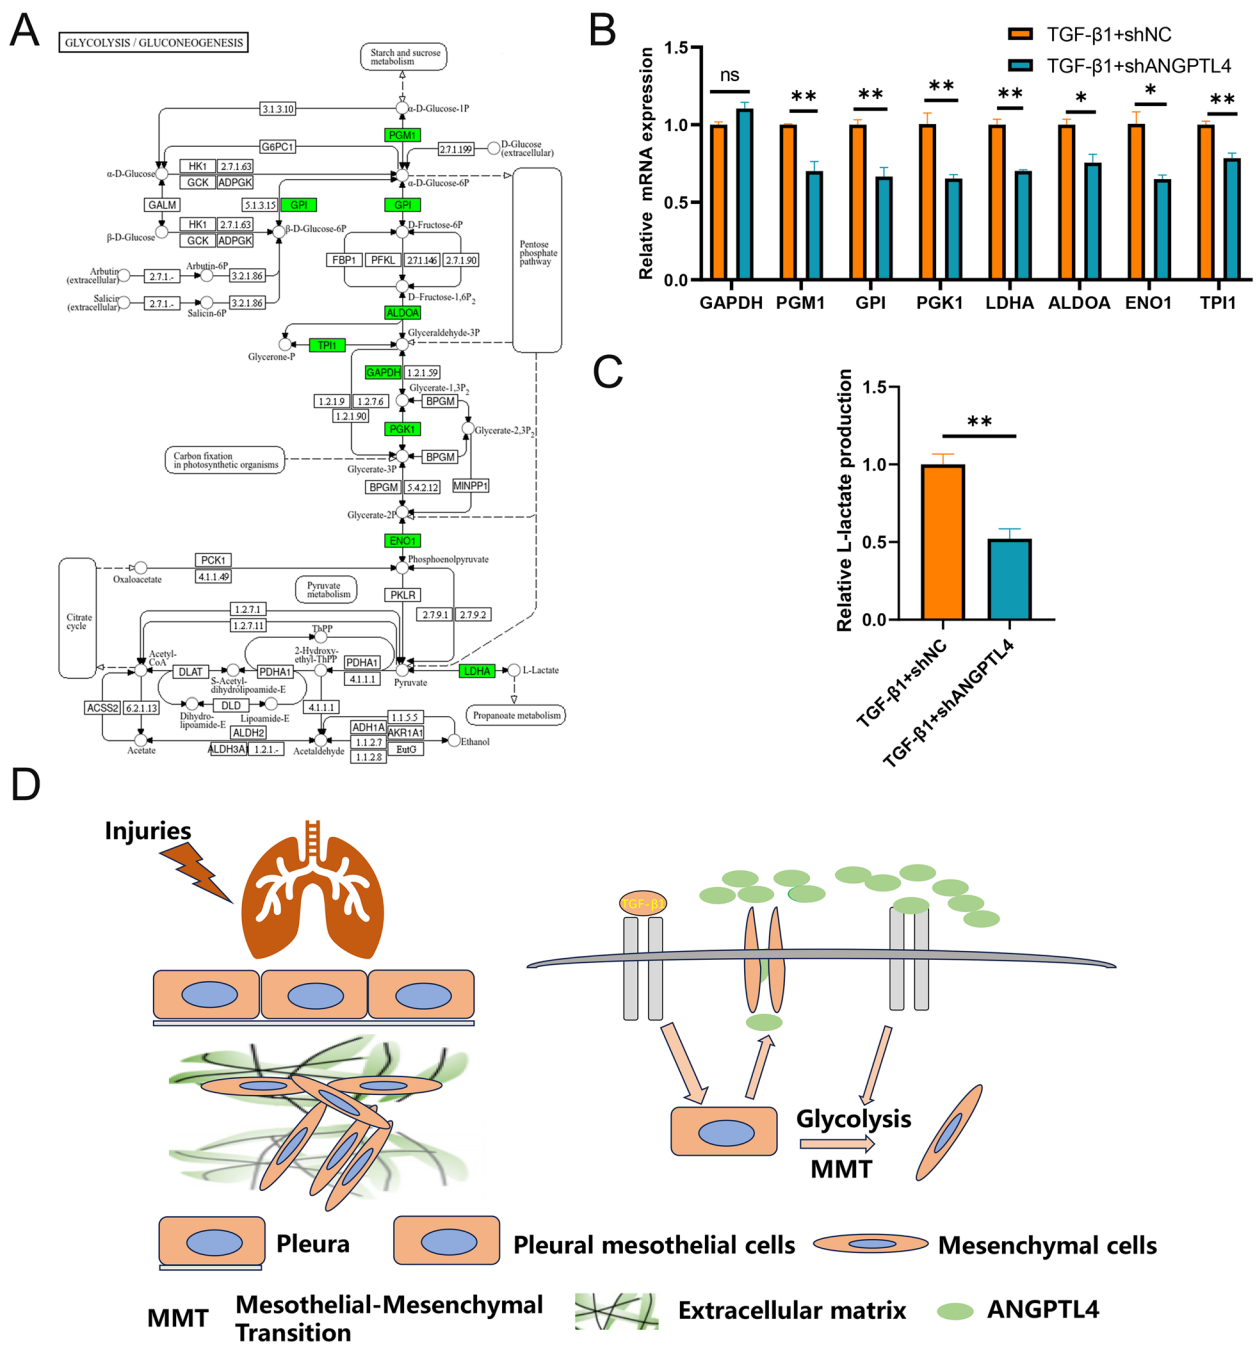 A
GLYCOLYSIS / GLUCONEOGENESIS
Starch and sucrose
metabolism
3.1.3.10
α-D-Glucose-1P
PGM1
G6PC1
2.7.1.199
D-Glucose
(extracellular)
α-D-Glucose
HK1
2.7.1.63
GCK
ADPGK
α-D-Glucose-6P
GALM
5.1.3.15
GPI
GPI
β-D-Glucose
HK1
2.7.1.63
GCK
ADPGK
β-D-Glucose-6P
D-Fructose-6P
Pentose
phosphate
pathway
FBP1
PFKL
2.7.1.146
2.7.1.90
Arbutin
(extracellular)
2.7.1.-
Arbutin-6P
3.2.1.86
Salicin
(extracellular)
2.7.1.-
Salicin-6P
3.2.1.86
D-Fructose-1,6P2
ALDOA
Glyceraldehyde-3P
Glycerone-P
TPI1
GAPDH
1.2.1.59
Glycerate-1,3P2
1.2.1.9
1.2.7.6
1.2.1.90
BPGM
PGK1
Glycerate-2,3P2
Carbon fixation
in photosynthetic organisms
BPGM
Glycerate-3P
BPGM
5.4.2.12
MINPP1
Glycerate-2P
ENO1
PCK1
4.1.1.49
Oxaloacetate
Phosphoenolpyruvate
Pyruvate
metabolism
PKLR
Citrate
cycle
1.2.7.1
1.2.7.11
2.7.9.1
2.7.9.2
ThPP
Acetyl-
CoA
2-Hydroxy-
ethyl-ThPP
DLAT
PDHA1
PDHA1
4.1.1.1
LDHA
L-Lactate
S-Acetyl-
dihydrolipoamide-E
Pyruvate
ACSS2
6.2.1.13
DLD
4.1.1.1
Dihydro-
lipoamide-E
Lipoamide-E
Propanoate metabolism
ALDH2
ADH1A
1.1.5.5
AKR1A1
Acetate
ALDH3A1
1.2.1.-
Acetaldehyde
1.1.2.7
EutG
1.1.2.8
Ethanol
B
TGF-β1+shNC
TGF-β1+shANGPTL4
Relative mRNA expression
1.5
1.0
0.5
0.0
ns
**
**
**
**
*
*
**
GAPDH PGM1 GPI PGK1 LDHA ALDOA ENO1 TPI1
C
Relative L-lactate production
1.5
1.0
0.5
0.0
**
TGF-β1+shNC
TGF-β1+shANGPTL4
D
Injuries
TGF-β1
Glycolysis
MMT
Pleura
Pleural mesothelial cells
Mesenchymal cells
MMT
Mesothelial-Mesenchymal
Transition
Extracellular matrix
ANGPTL4